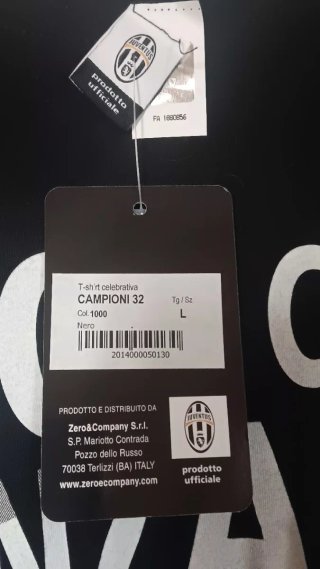 JUVENTUS
prodotto
ufficiale
FA 1880856
T-shirt celebrativa
CAMPIONI 32
Tg / Sz
Col. 1000
L
Nero
2014000050130
PRODOTTO E DISTRIBUITO DA
Zero&Company S.r.l.
S.P. Mariotto Contrada
Pozzo dello Russo
70038 Terlizzi (BA) ITALY
www.zeroecompany.com
JUVENTUS
prodotto
ufficiale